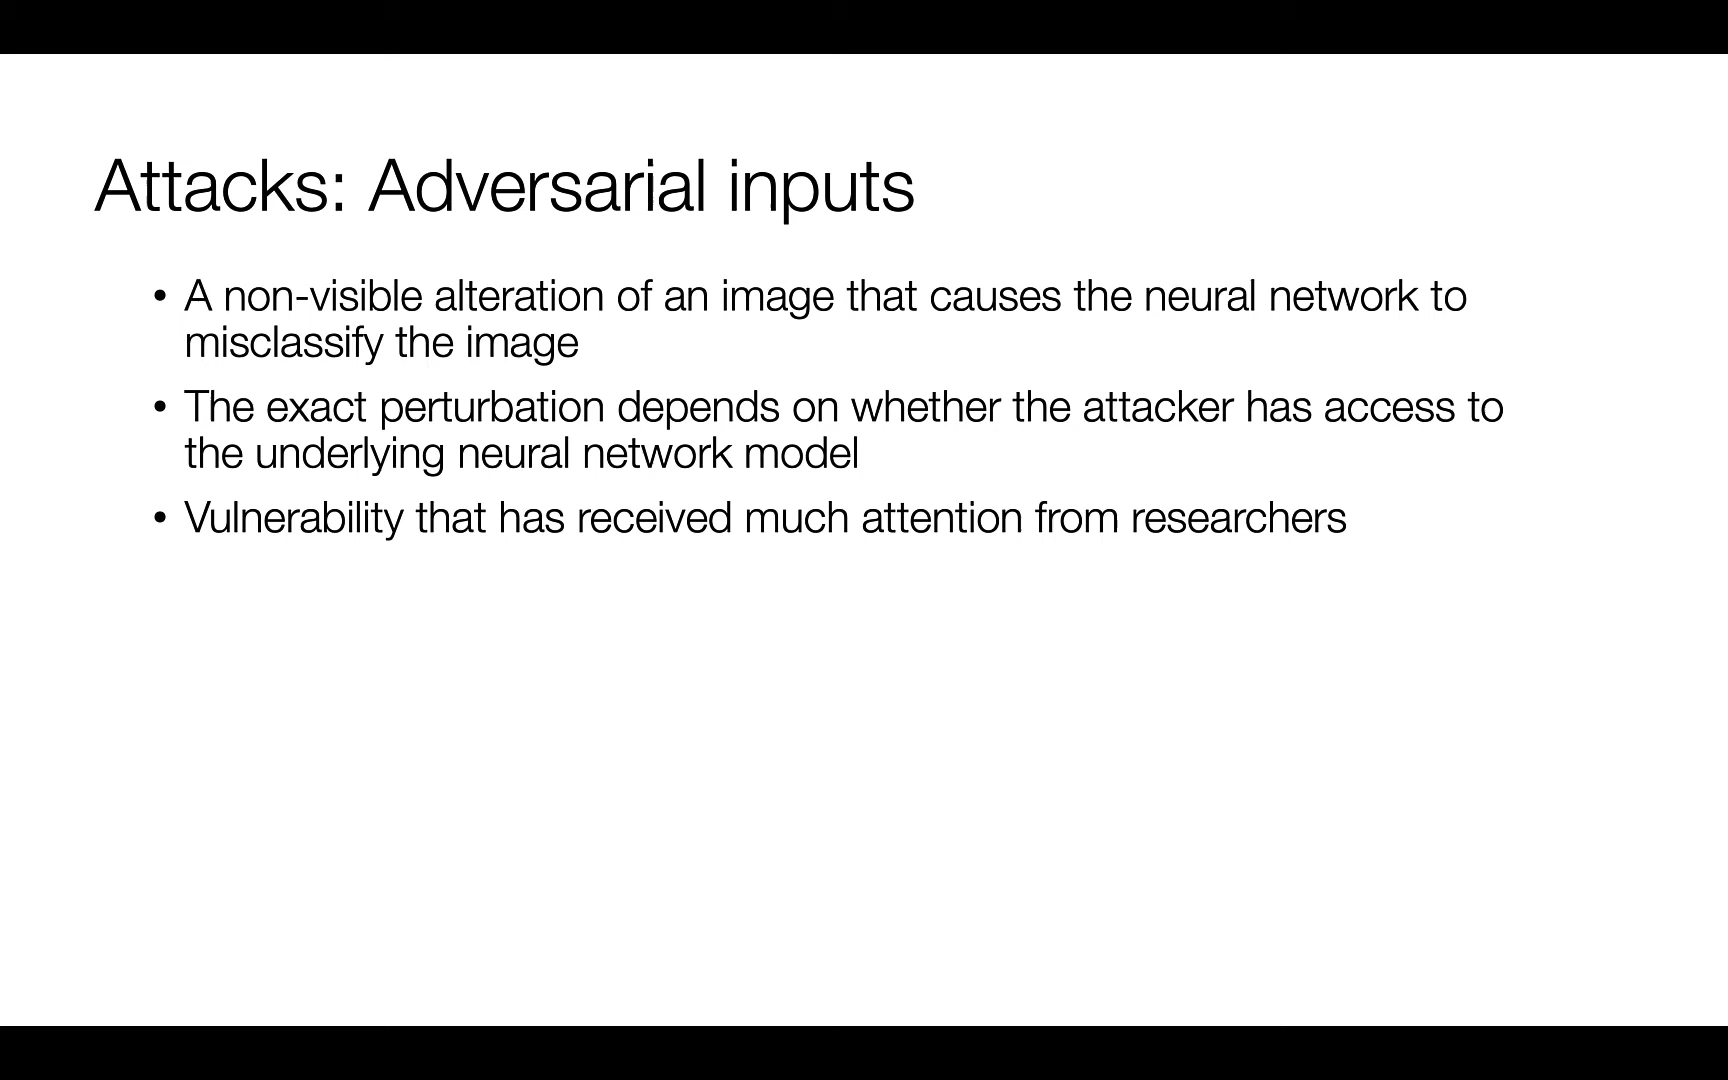 Attacks: Adversarial inputs
• A non-visible alteration of an image that causes the neural network to
misclassify the image
• The exact perturbation depends on whether the attacker has access to
the underlying neural network model
• Vulnerability that has received much attention from researchers